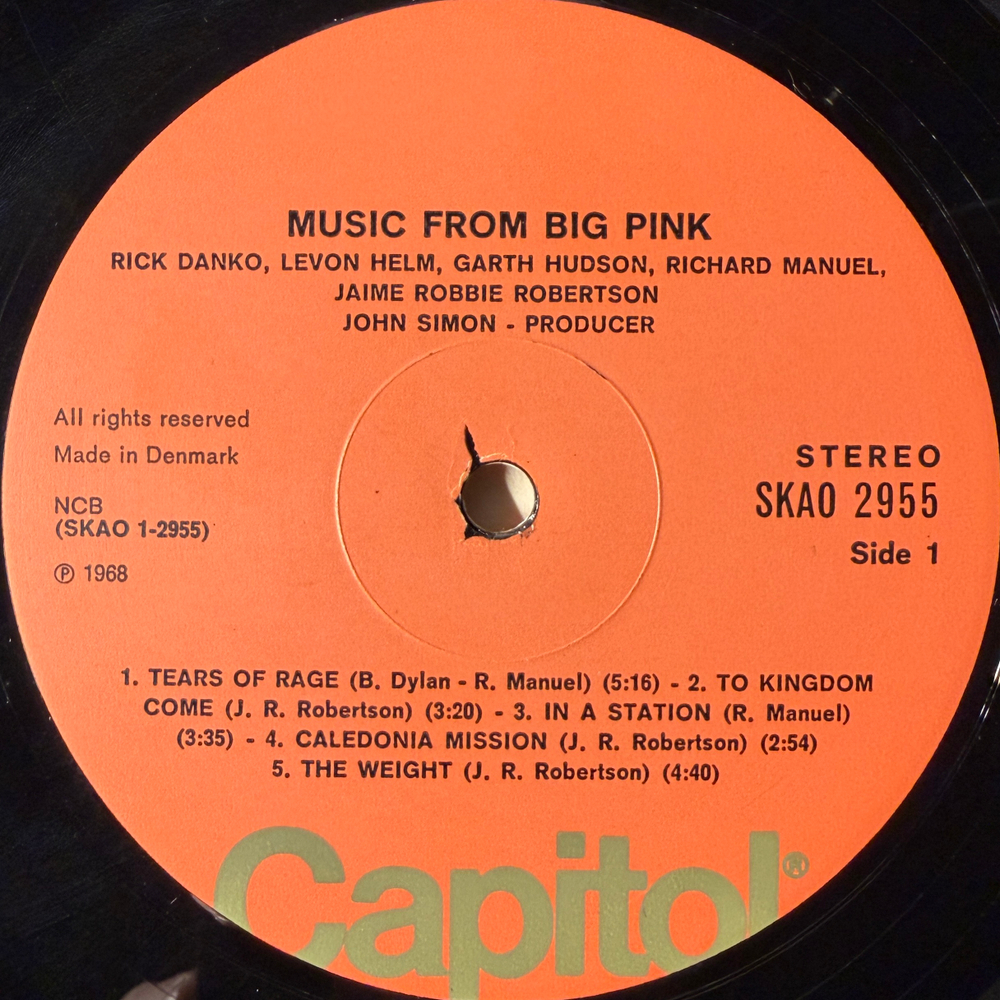 MUSIC FROM BIG PINK
RICK DANKO, LEVON HELM, GARTH HUDSON, RICHARD MANUEL,
JAIME ROBBIE ROBERTSON
JOHN SIMON - PRODUCER
All rights reserved
Made in Denmark
NCB
(SKAO 1-2955)
℗ 1968
STEREO
SKAO 2955
Side 1
1. TEARS OF RAGE (B. Dylan - R. Manuel) (5:16) - 2. TO KINGDOM
COME (J. R. Robertson) (3:20) - 3. IN A STATION (R. Manuel)
(3:35) - 4. CALEDONIA MISSION (J. R. Robertson) (2:54)
5. THE WEIGHT (J. R. Robertson) (4:40)
Capitol®